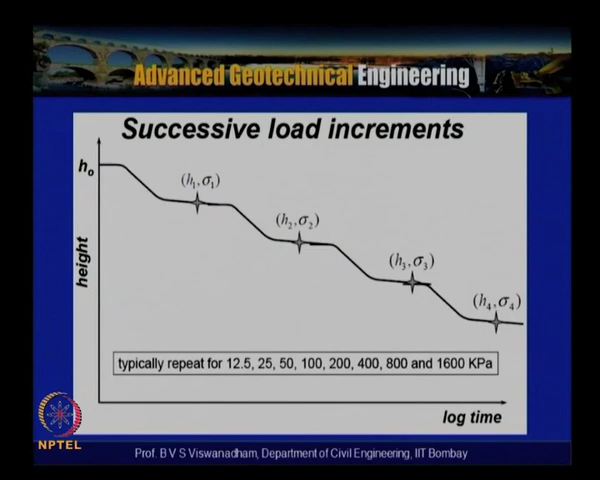 Advanced Geotechnical Engineering
Successive load increments
h₀
(h₁,σ₁)
(h₂,σ₂)
(h₃,σ₃)
(h₄,σ₄)
height
typically repeat for 12.5, 25, 50, 100, 200, 400, 800 and 1600 KPa
log time
NPTEL
Prof. B V S Viswanadham, Department of Civil Engineering, IIT Bombay